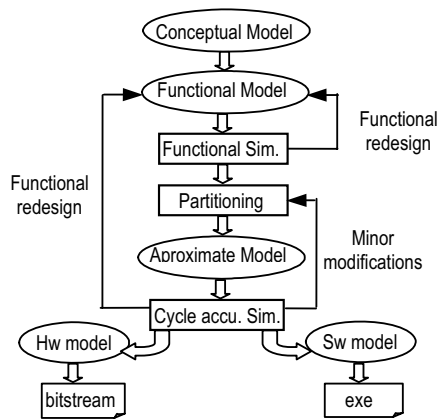 Conceptual Model
Functional Model
Functional Sim.
Functional
redesign
Partitioning
Functional
redesign
Aproximate Model
Minor
modifications
Cycle accu. Sim.
Hw model
Sw model
bitstream
exe